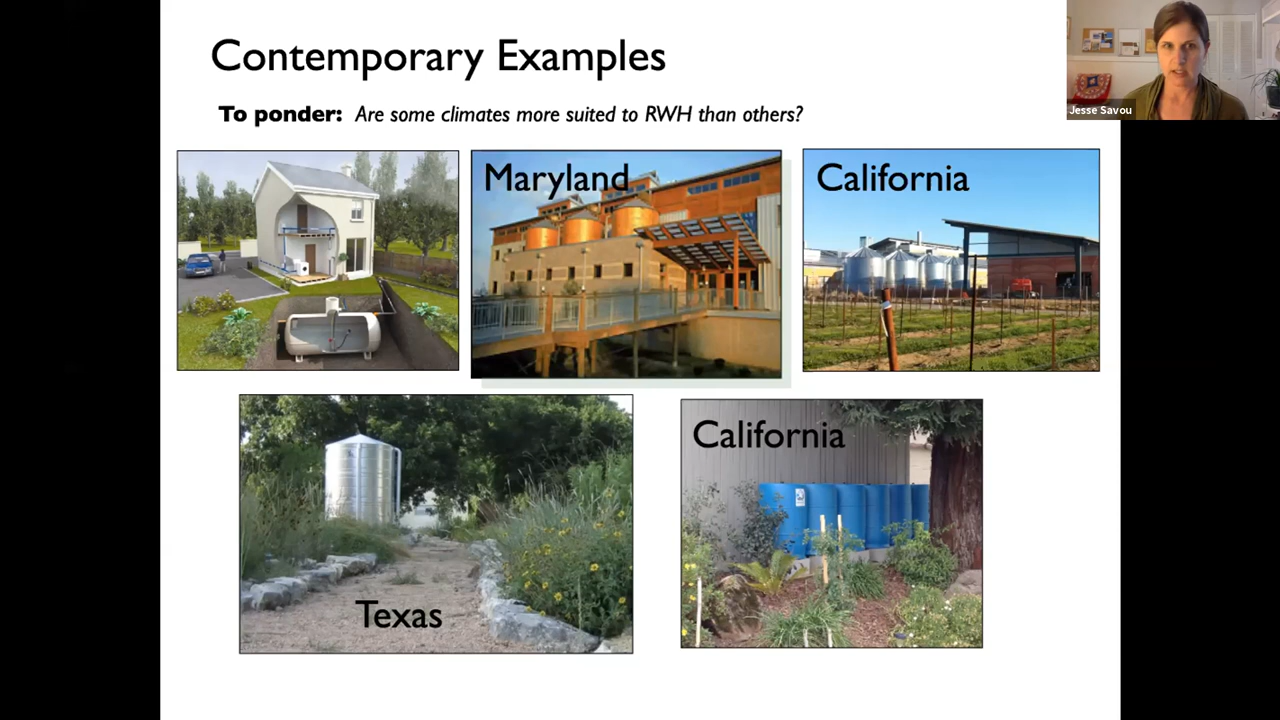 Contemporary Examples
To ponder: Are some climates more suited to RWH than others?
Jesse Savou
Maryland
California
California
Texas